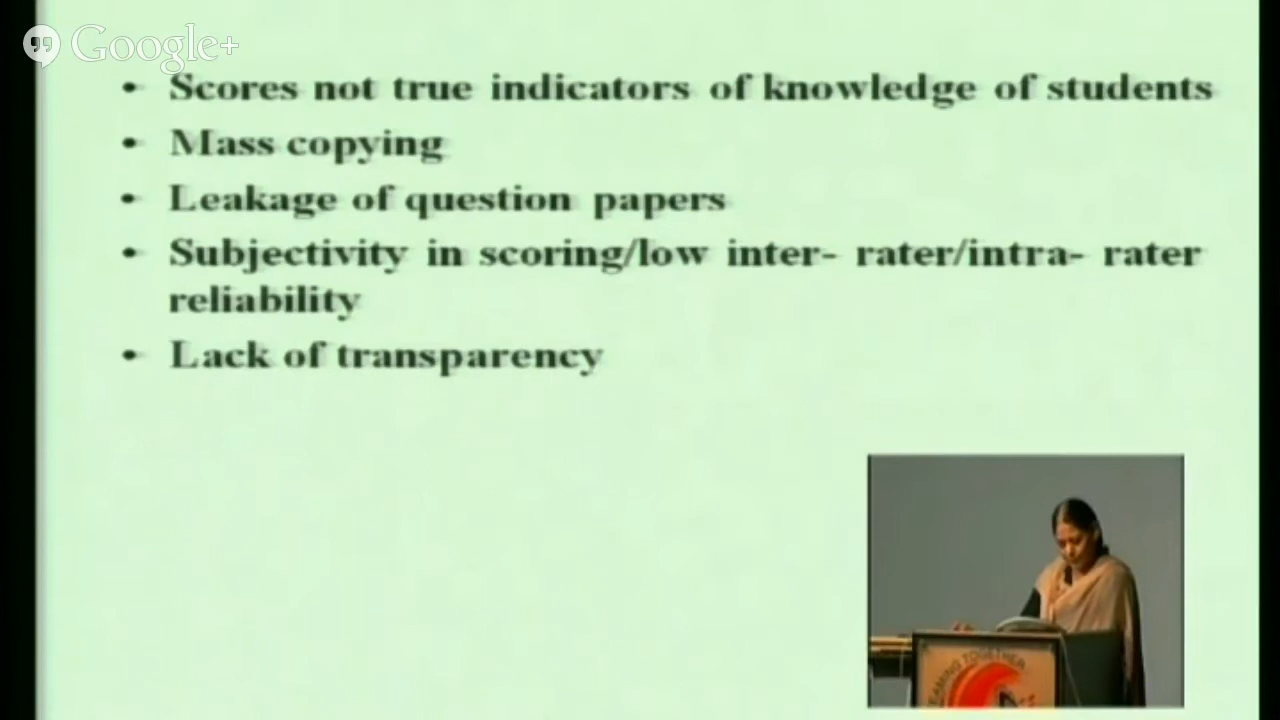 Google+
• Scores not true indicators of knowledge of students
• Mass copying
• Leakage of question papers
• Subjectivity in scoring/low inter- rater/intra- rater
reliability
• Lack of transparency
TOGETHER